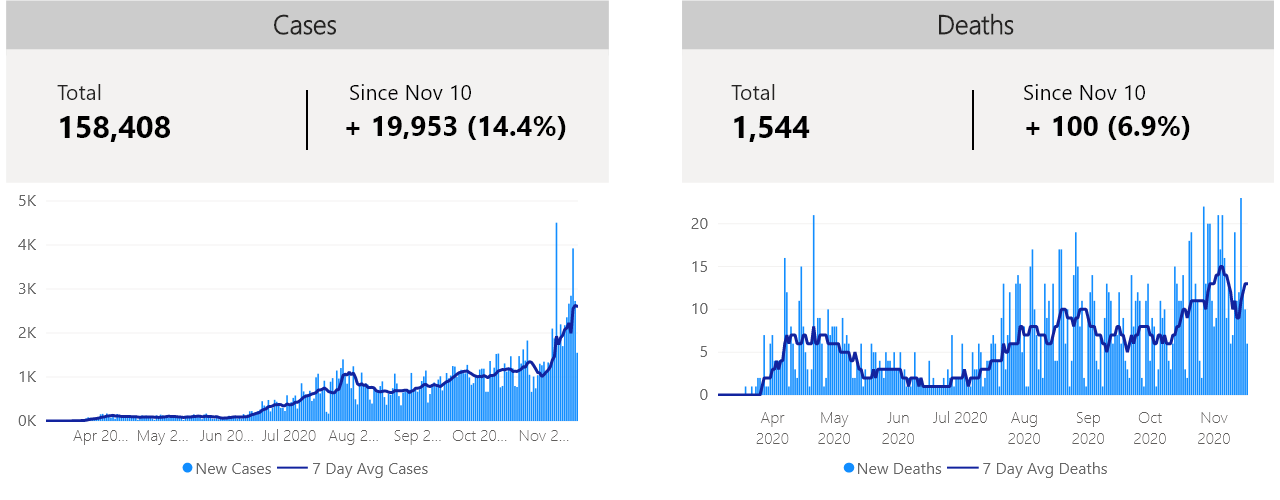 Cases
Total
Since Nov 10
158,408
+ 19,953 (14.4%)
5K
4K
3K
2K
1K
0K
Apr 20... May 2... Jun 20... Jul 2020 Aug 2... Sep 2... Oct 20... Nov 2...
New Cases 7 Day Avg Cases
Deaths
Total
Since Nov 10
1,544
+ 100 (6.9%)
20
15
10
5
0
Apr May Jun Jul 2020 Aug Sep Oct Nov
2020 2020 2020 2020 2020 2020 2020
New Deaths 7 Day Avg Deaths